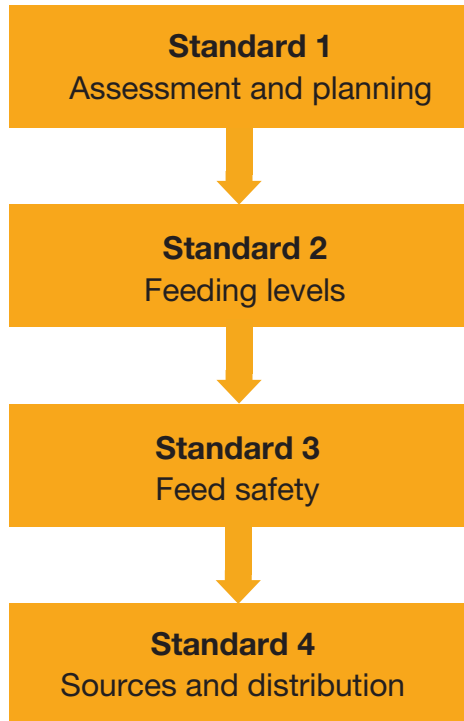 Standard 1
Assessment and planning
Standard 2
Feeding levels
Standard 3
Feed safety
Standard 4
Sources and distribution